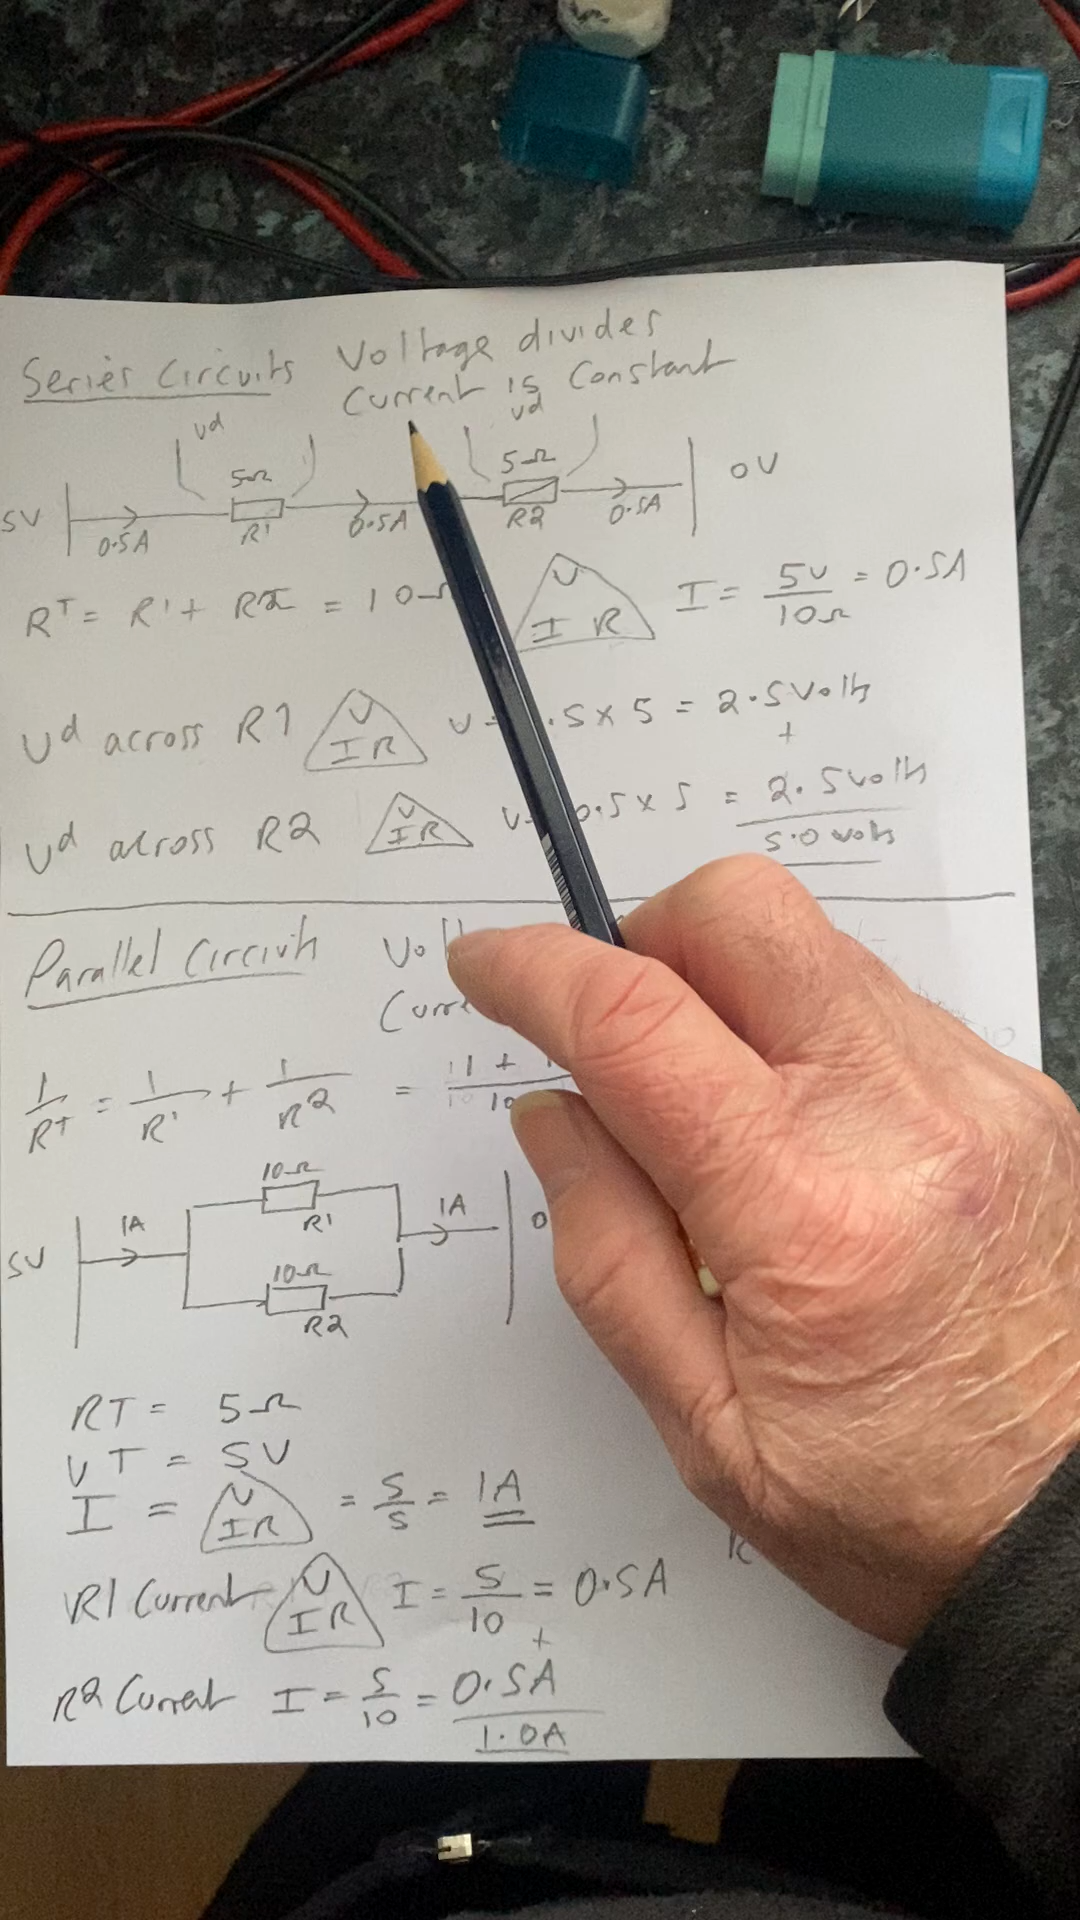 Series Circuits Voltage divides
Current is Constant
Vd
Vd
5Ω
5Ω
5V
0.5A
R1
0.5A
R2
0.5A
0V
RT = R1 + R2 = 10Ω
V
I R
I = 5V/10Ω = 0.5A
Vd across R1
V
I R
V = .5 x 5 = 2.5 Volts
+
Vd across R2
V
I R
V 0.5 x 5 = 2.5 volts
5.0 volts
Parallel Circuits
1/RT = 1/R1 + 1/R2 =
10Ω
R1
1A
1A
5V
0
10Ω
R2
RT = 5Ω
VT = 5V
I =
V
I R
= 5/5 = 1A
R1 Current
V
I R
I = 5/10 = 0.5A
+
R2 Current I = 5/10 = 0.5A
1.0A